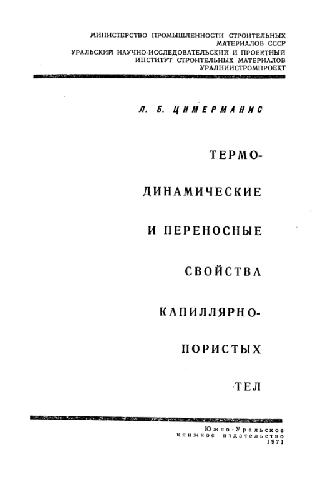 МИНИСТЕРСТВО ПРОМЫШЛЕННОСТИ СТРОИТЕЛЬНЫХ
МАТЕРИАЛОВ СССР
УРАЛЬСКИЙ НАУЧНО-ИССЛЕДОВАТЕЛЬСКИЙ И ПРОЕКТНЫЙ
ИНСТИТУТ СТРОИТЕЛЬНЫХ МАТЕРИАЛОВ
УРАЛНИИСТРОМПРОЕКТ
Л. Б. ЦИМЕРМАНИС
ТЕРМО-
ДИНАМИЧЕСКИЕ
И ПЕРЕНОСНЫЕ
СВОЙСТВА
КАПИЛЛЯРНО-
ПОРИСТЫХ
ТЕЛ
Южно-Уральское
книжное издательство
1971